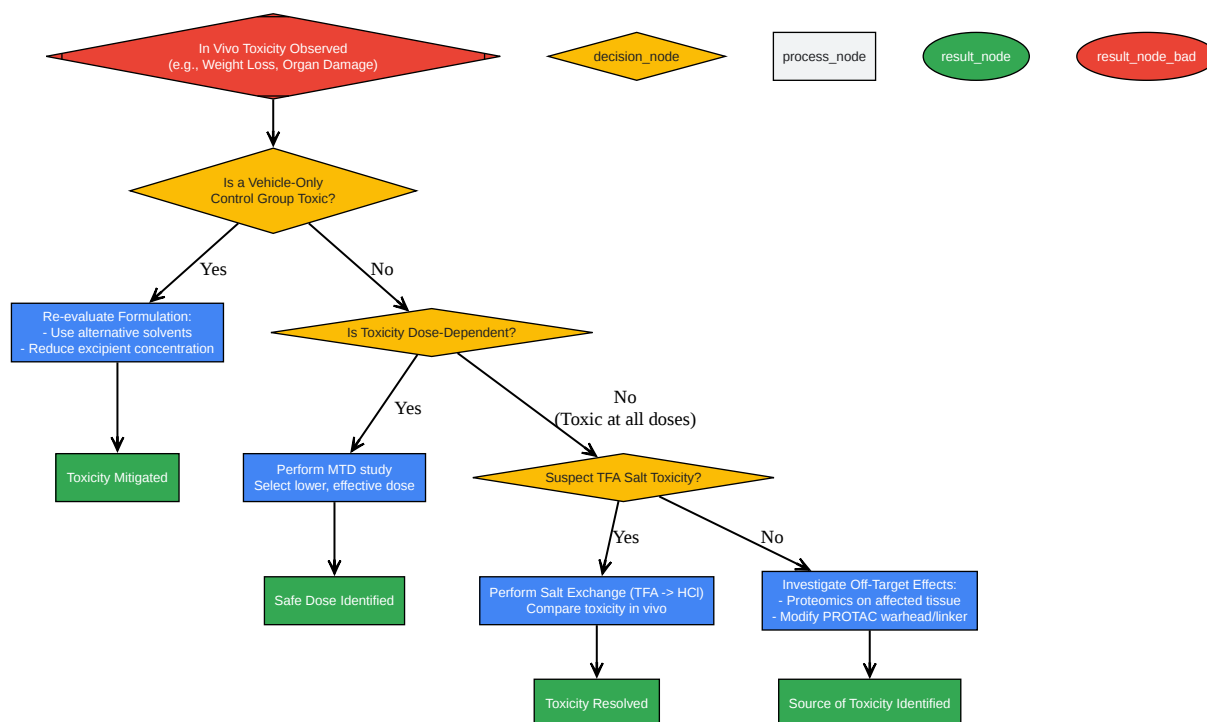 In Vivo Toxicity Observed
(e.g., Weight Loss, Organ Damage)
decision_node
process_node
result_node
result_node_bad
Is a Vehicle-Only
Control Group Toxic?
Yes
No
Re-evaluate Formulation:
- Use alternative solvents
- Reduce excipient concentration
Is Toxicity Dose-Dependent?
Yes
No
(Toxic at all doses)
Toxicity Mitigated
Perform MTD study
Select lower, effective dose
Suspect TFA Salt Toxicity?
Yes
No
Safe Dose Identified
Perform Salt Exchange (TFA -> HCl)
Compare toxicity in vivo
Investigate Off-Target Effects:
- Proteomics on affected tissue
- Modify PROTAC warhead/linker
Toxicity Resolved
Source of Toxicity Identified